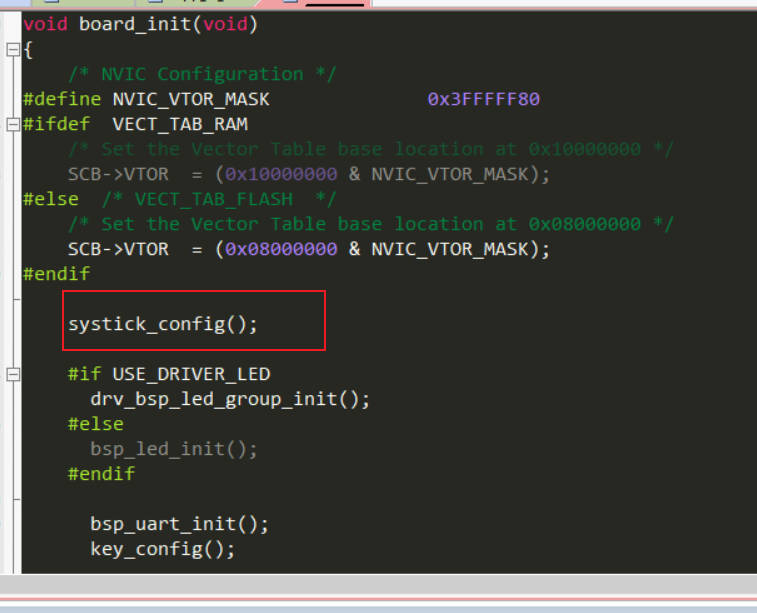 void board_init(void)
{
/* NVIC Configuration */
#define NVIC_VTOR_MASK 0x3FFFFF80
#ifdef VECT_TAB_RAM
/* Set the Vector Table base location at 0x10000000 */
SCB->VTOR = (0x10000000 & NVIC_VTOR_MASK);
#else /* VECT_TAB_FLASH */
/* Set the Vector Table base location at 0x08000000 */
SCB->VTOR = (0x08000000 & NVIC_VTOR_MASK);
#endif
systick_config();
#if USE_DRIVER_LED
drv_bsp_led_group_init();
#else
bsp_led_init();
#endif
bsp_uart_init();
key_config();